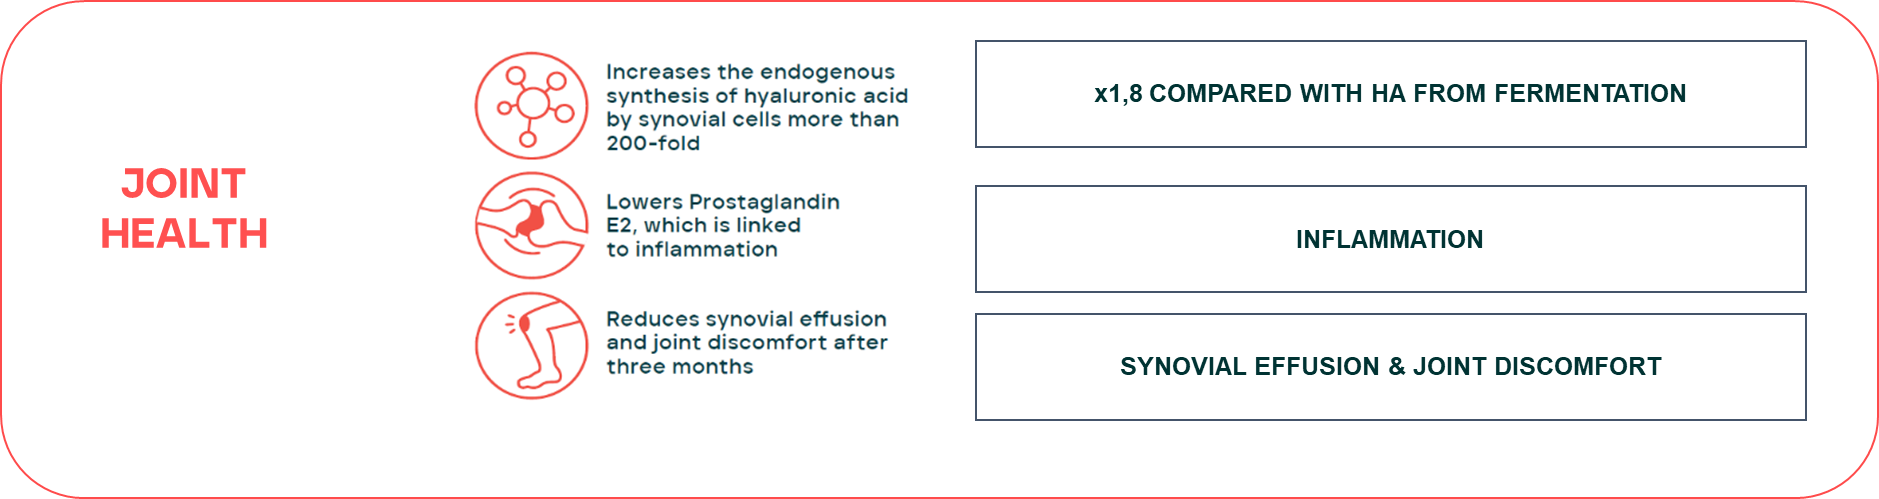 JOINT
HEALTH
Increases the endogenous
synthesis of hyaluronic acid
by synovial cells more than
200-fold
x1,8 COMPARED WITH HA FROM FERMENTATION
Lowers Prostaglandin
E2, which is linked
to inflammation
INFLAMMATION
Reduces synovial effusion
and joint discomfort after
three months
SYNOVIAL EFFUSION & JOINT DISCOMFORT